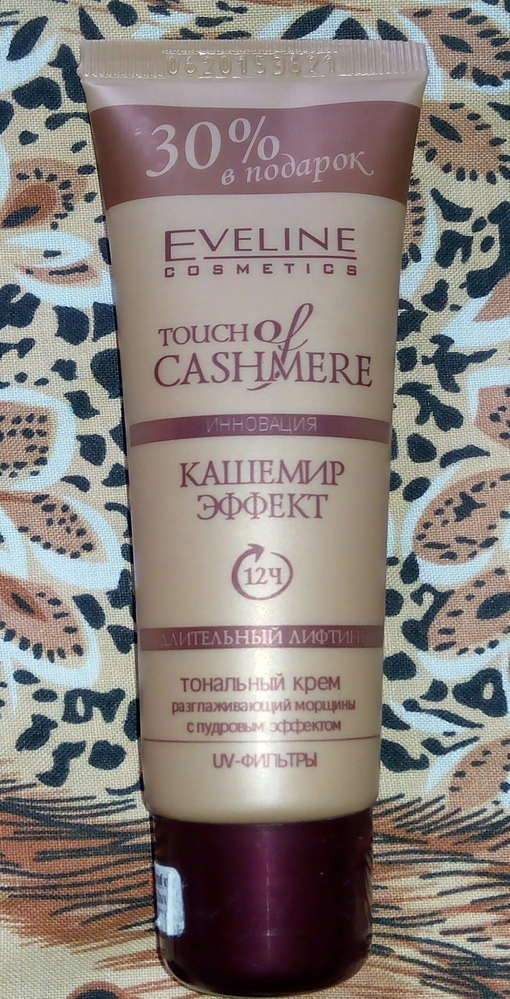 30%
в подарок
EVELINE
COSMETICS
TOUCH of
CASHMERE
ИННОВАЦИЯ
КАШЕМИР
ЭФФЕКТ
12Ч
ДЛИТЕЛЬНЫЙ ЛИФТИНГ
тональный крем
разглаживающий морщины
с пудровым эффектом
UV-ФИЛЬТРЫ